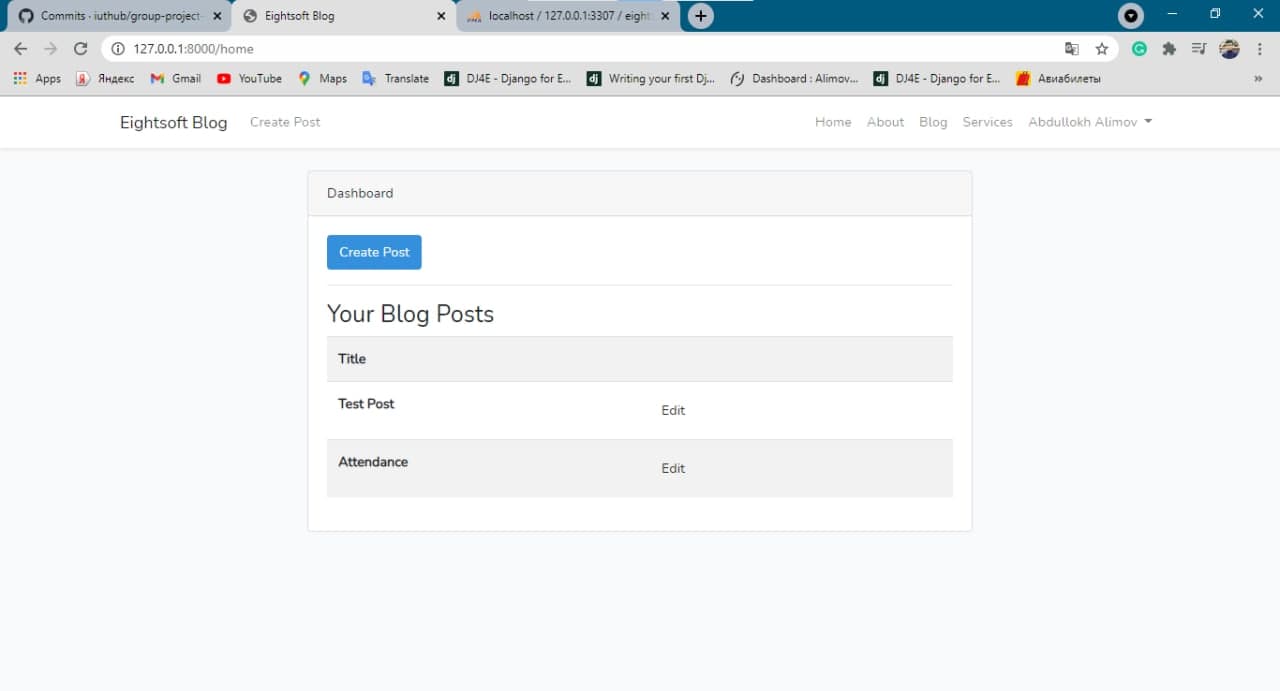 Commits · iuthub/group-project-
Eightsoft Blog
localhost / 127.0.0.1:3307 / eights
127.0.0.1:8000/home
Apps
Яндекс
Gmail
YouTube
Maps
Translate
DJ4E - Django for E...
Writing your first Dj...
Dashboard : Alimov...
DJ4E - Django for E...
Авиабилеты
Eightsoft Blog
Create Post
Home
About
Blog
Services
Abdullokh Alimov
Dashboard
Create Post
Your Blog Posts
Title
Test Post
Edit
Attendance
Edit